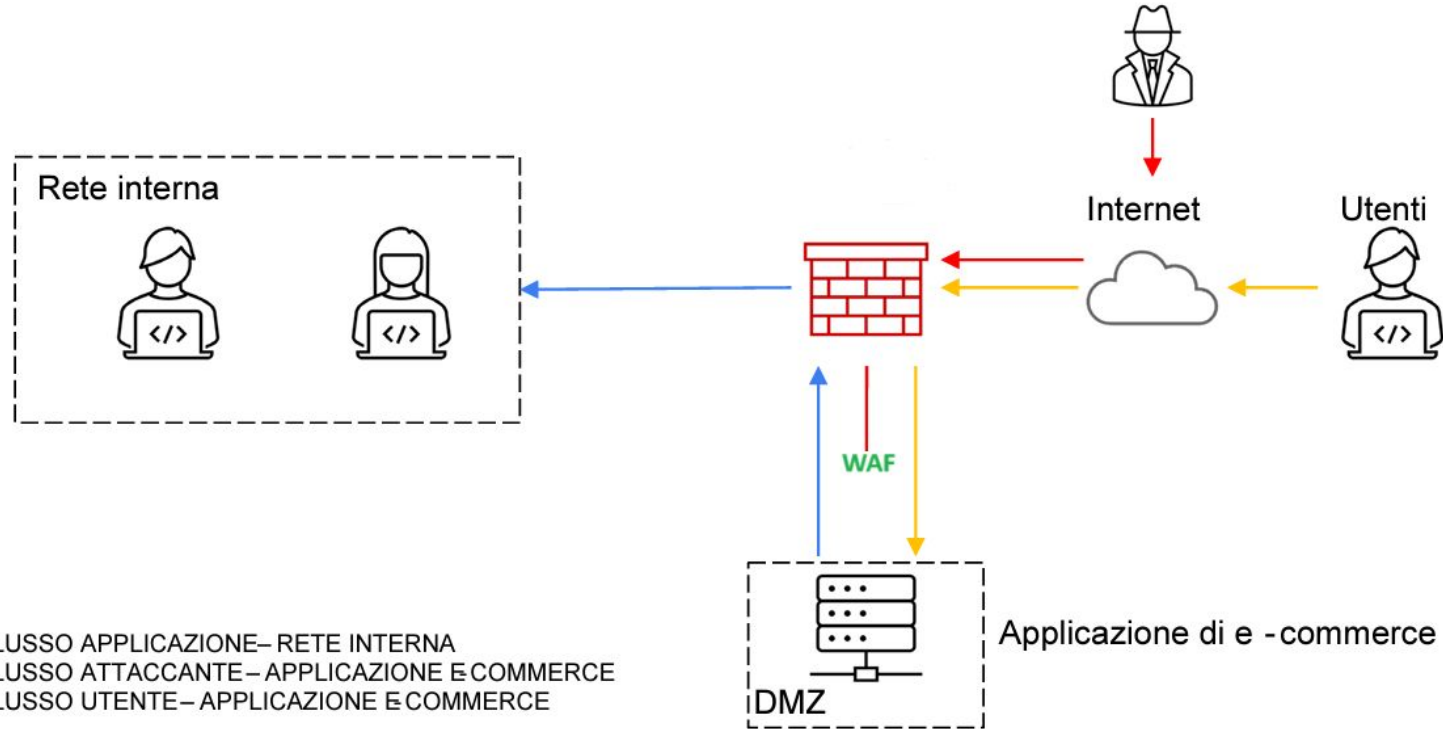 Rete interna
Internet
Utenti
</>
</>
</>
WAF
Applicazione di e -commerce
DMZ
LUSSO APPLICAZIONE– RETE INTERNA
LUSSO ATTACCANTE – APPLICAZIONE E-COMMERCE
LUSSO UTENTE– APPLICAZIONE E-COMMERCE